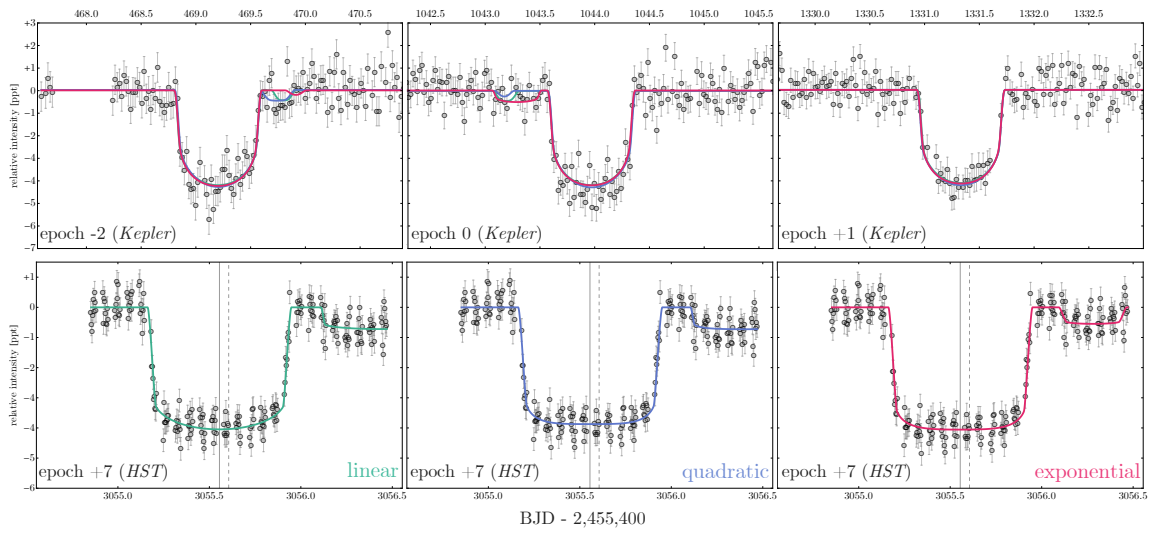 468.0 468.5 469.0 469.5 470.0 470.5 1042.5 1043.0 1043.5 1044.0 1044.5 1045.0 1045.5 1330.0 1330.5 1331.0 1331.5 1332.0 1332.5
+3
+2
+1
0
-1
-2
-3
-4
-5
-6
-7
relative intensity [ppt]
epoch -2 (Kepler) epoch 0 (Kepler) epoch +1 (Kepler)
+1
0
-1
-2
-3
-4
-5
-6
relative intensity [ppt]
epoch +7 (HST) linear epoch +7 (HST) quadratic epoch +7 (HST) exponential
3055.0 3055.5 3056.0 3056.5 3055.0 3055.5 3056.0 3056.5 3055.0 3055.5 3056.0 3056.5
BJD - 2,455,400